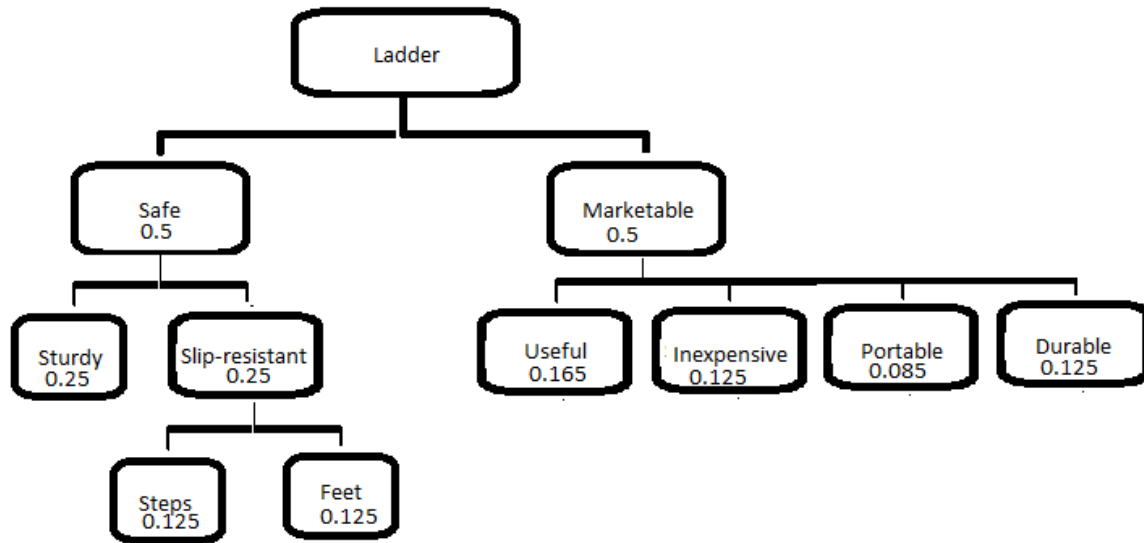 Ladder
Safe
0.5
Marketable
0.5
Sturdy
0.25
Slip-resistant
0.25
Useful
0.165
Inexpensive
0.125
Portable
0.085
Durable
0.125
Steps
0.125
Feet
0.125